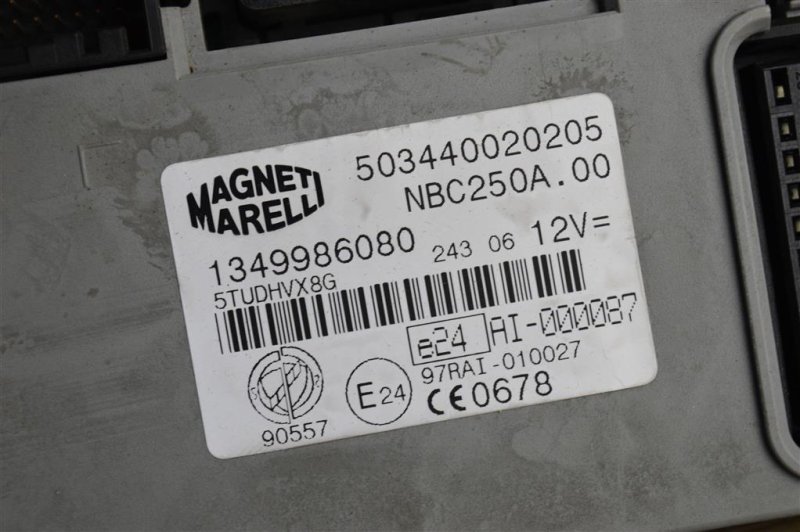 MAGNETI
MARELLI
503440020205
NBC250A.00
1349986080 243 06 12V=
5TUDHVX8G
e24 AI-000087
97RAI-010027
90557
E24
CE0678